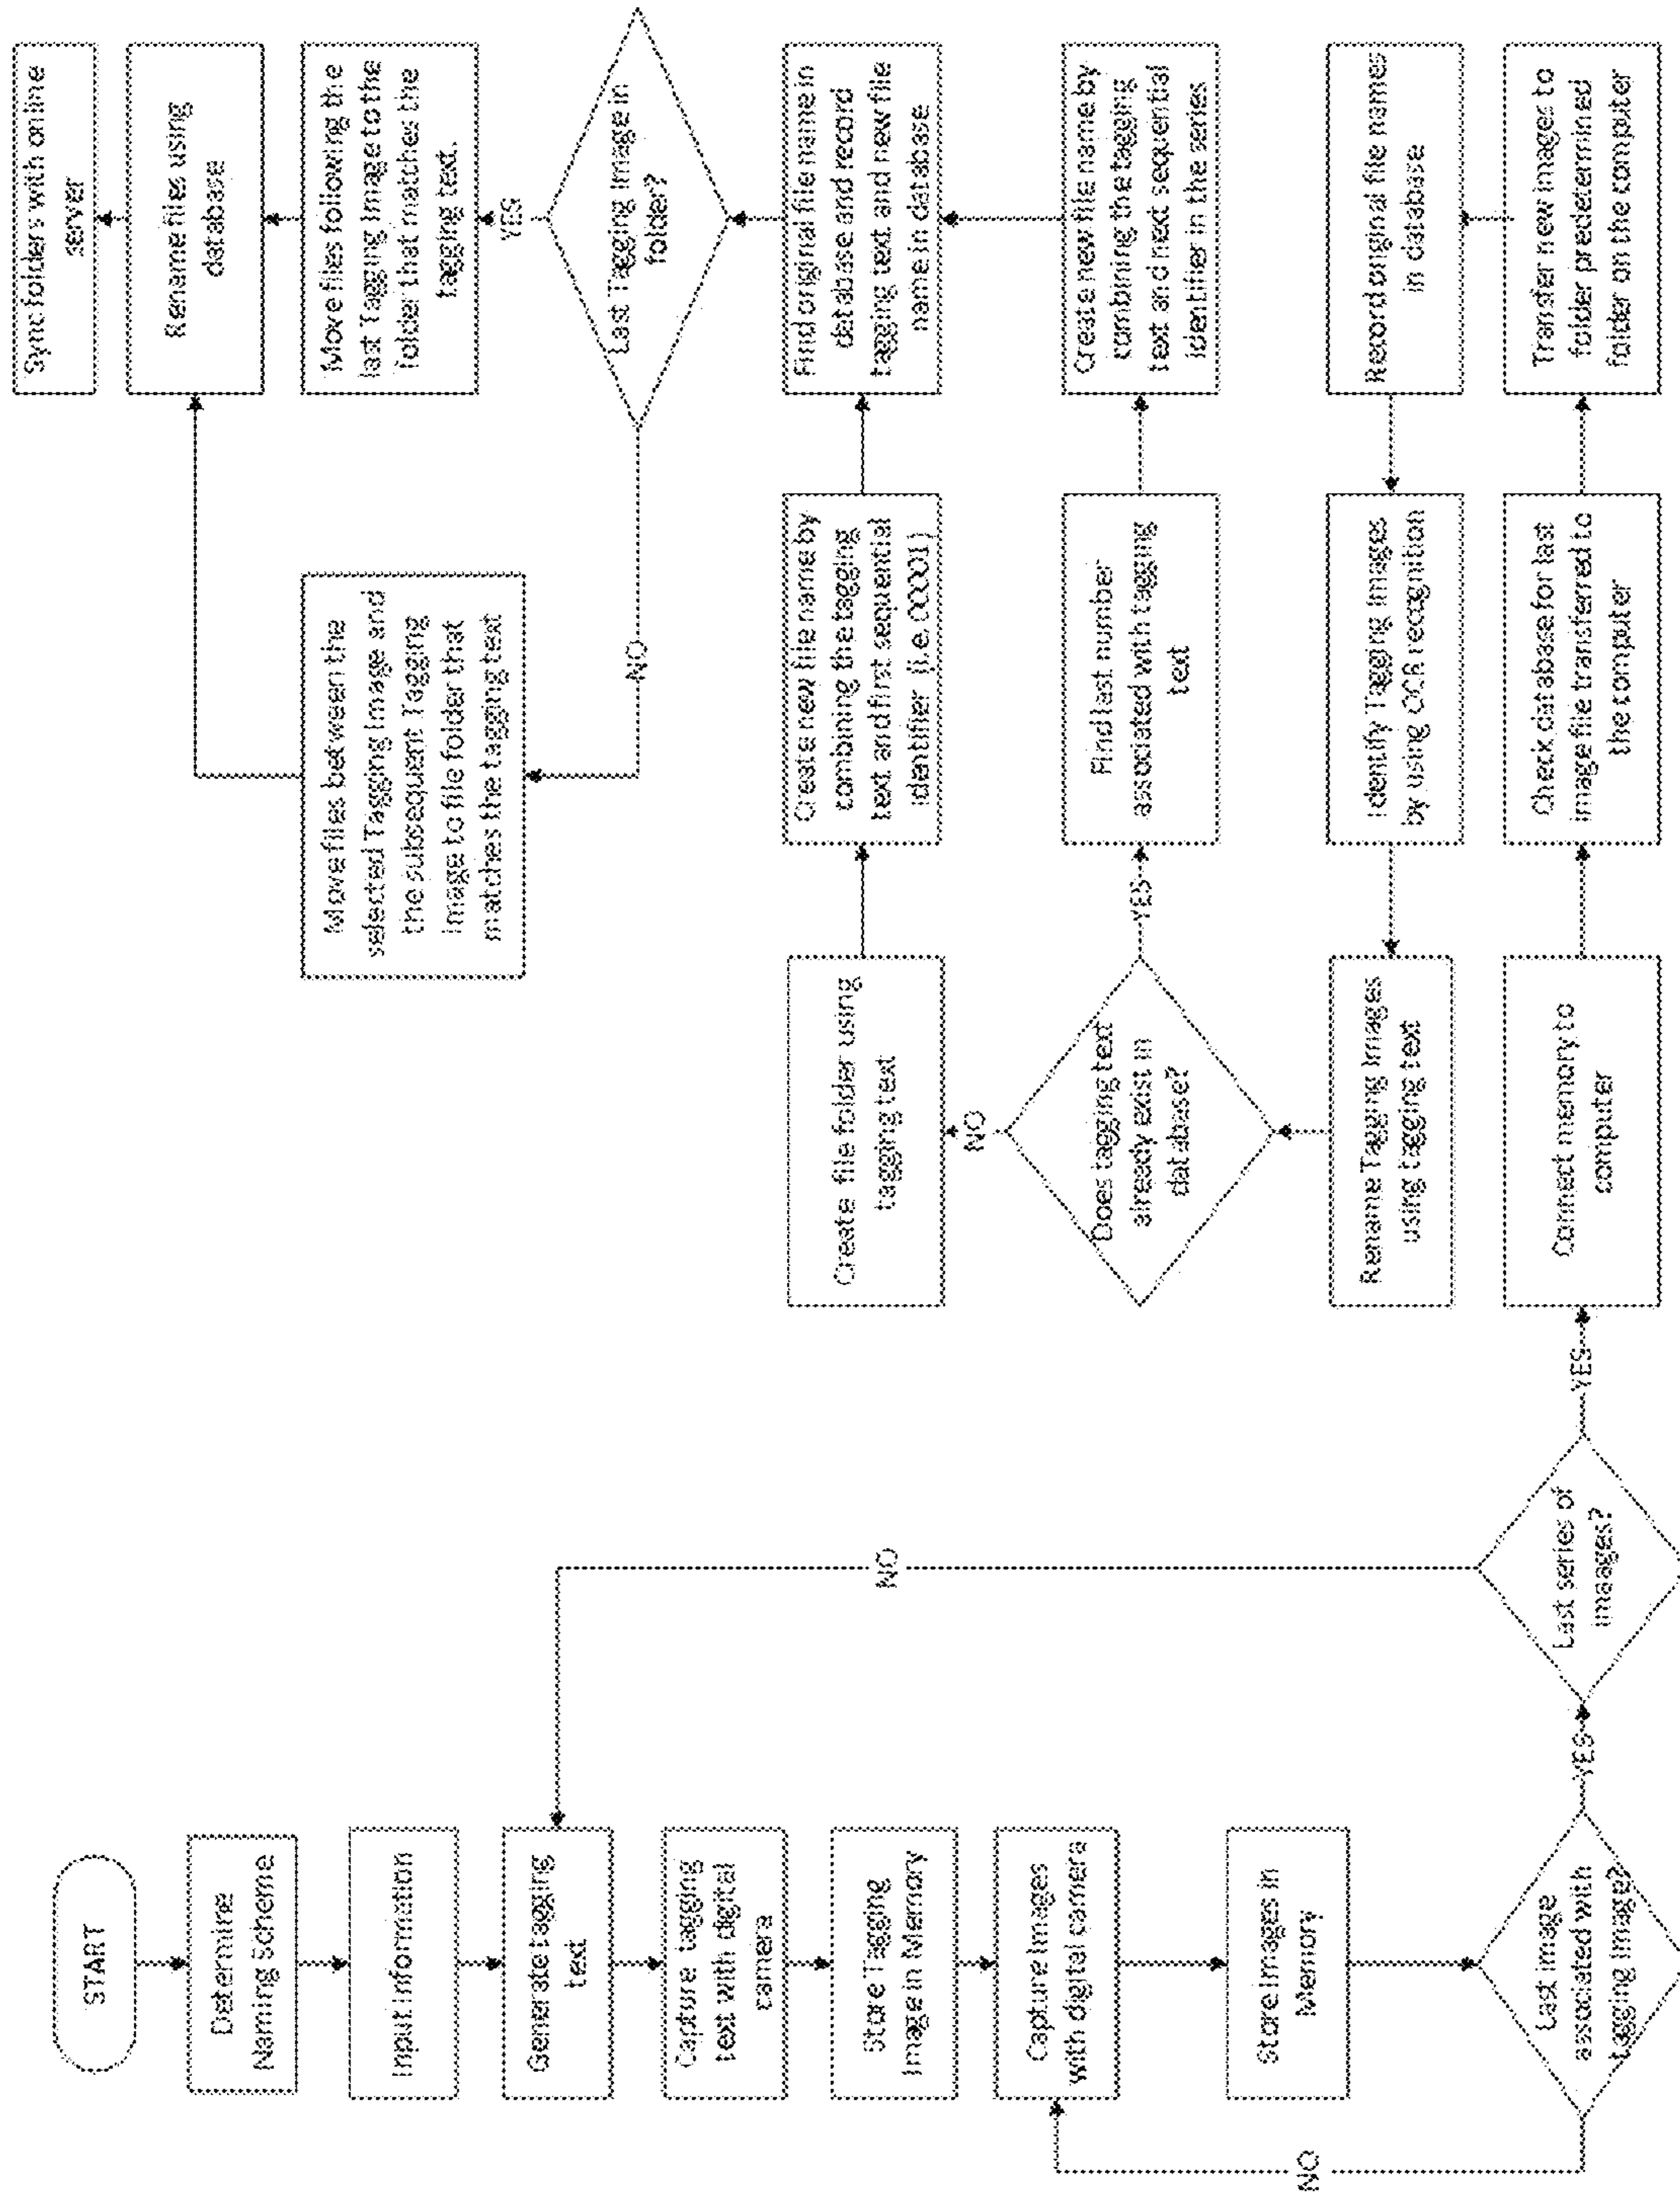 START
Determine
Naming Scheme
Input Information
Generate tagging
text
Capture tagging
text with digital
camera
Store Tagging
Image in Memory
Capture Images
with digital camera
Store Images in
Memory
Last image
associated with
tagging image?
NO
YES
Last series of
images?
NO
YES
Connect memory to
computer
Check database for last
image file transferred to
the computer
Transfer new images to
folder predetermined
folder on the computer
Record original file names
in database
Identify Tagging Images
by using OCR recognition
Rename Tagging Images
using tagging text
Does tagging text
already exist in
database?
NO
YES
Create file folder using
tagging text
Create new file name by
combining the tagging
text and first sequential
identifier (i.e. 00001)
Find last number
associated with tagging
text
Create new file name by
combining the tagging
text and next sequential
identifier in the series
Find original file name in
database and record
tagging text and new file
name in database
Last Tagging Image in
folder?
NO
YES
Move files between the
selected Tagging Image and
the subsequent Tagging
Image to file folder that
matches the tagging text
Move files following the
last Tagging Image to the
folder that matches the
tagging text.
Rename files using
database
Sync folders with online
server